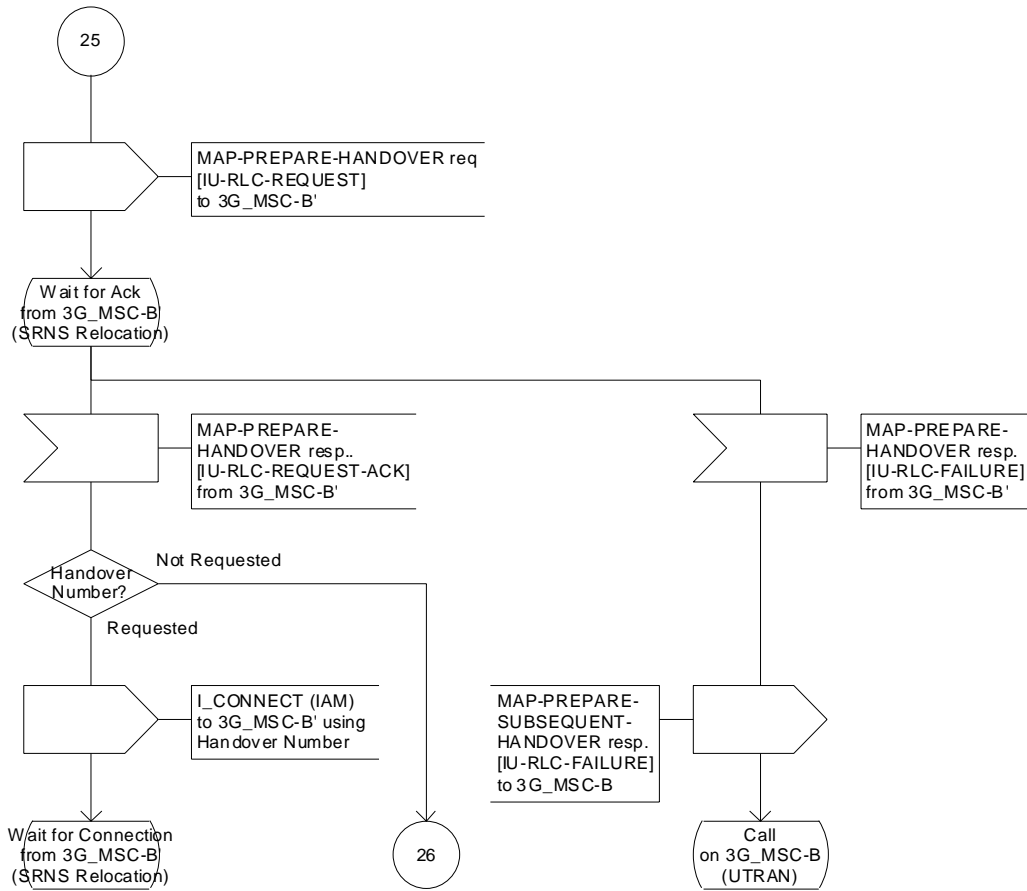 25
MAP-PREPARE-HANDOVER req
[IU-RLC-REQUEST]
to 3G_MSC-B'
Wait for Ack
from 3G_MSC-B'
(SRNS Relocation)
MAP-PREPARE-
HANDOVER resp..
[IU-RLC-REQUEST-ACK]
from 3G_MSC-B'
MAP-PREPARE-
HANDOVER resp.
[IU-RLC-FAILURE]
from 3G_MSC-B'
Handover
Number?
Not Requested
Requested
I_CONNECT (IAM)
to 3G_MSC-B' using
Handover Number
MAP-PREPARE-
SUBSEQUENT-
HANDOVER resp.
[IU-RLC-FAILURE]
to 3G_MSC-B
Wait for Connection
from 3G_MSC-B'
(SRNS Relocation)
26
Call
on 3G_MSC-B
(UTRAN)